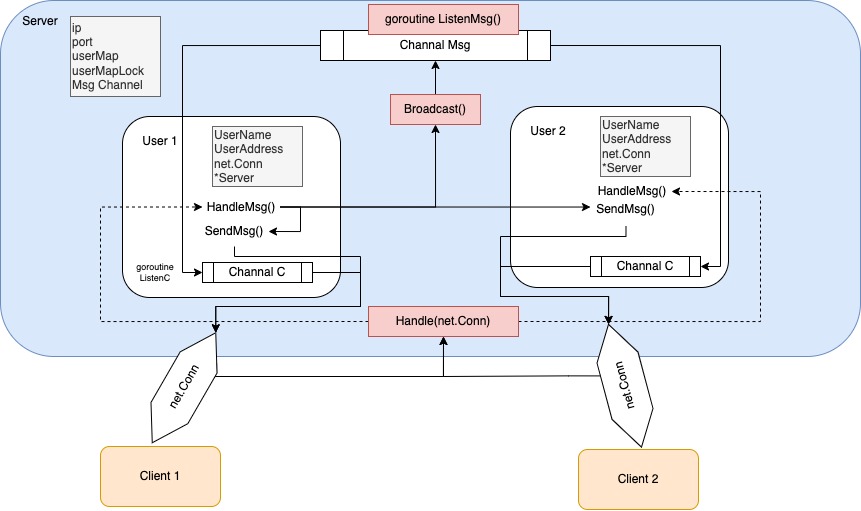 Server
ip
port
userMap
userMapLock
Msg Channel
goroutine ListenMsg()
Channal Msg
Broadcast()
User 1
UserName
UserAddress
net.Conn
*Server
HandleMsg()
SendMsg()
goroutine
ListenC
Channal C
User 2
UserName
UserAddress
net.Conn
*Server
HandleMsg()
SendMsg()
Channal C
Handle(net.Conn)
net.Conn
net.Conn
Client 1
Client 2